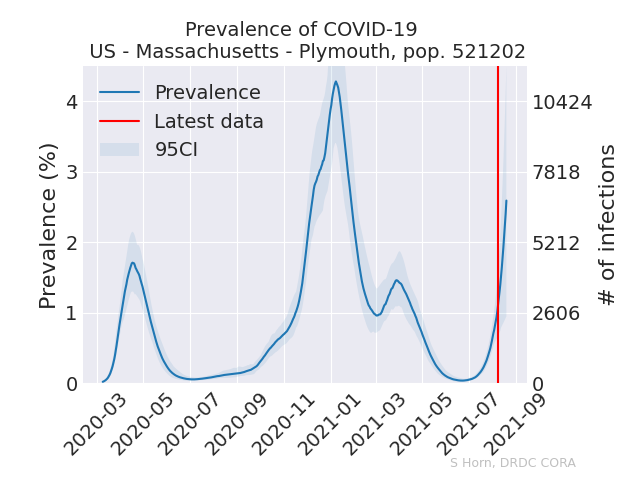 Prevalence of COVID-19
US - Massachusetts - Plymouth, pop. 521202
Prevalence
Latest data
95CI
Prevalence (%)
4
3
2
1
0
10424
7818
5212
2606
0
# of infections
2020-03
2020-05
2020-07
2020-09
2020-11
2021-01
2021-03
2021-05
2021-07
2021-09
S Horn, DRDC CORA